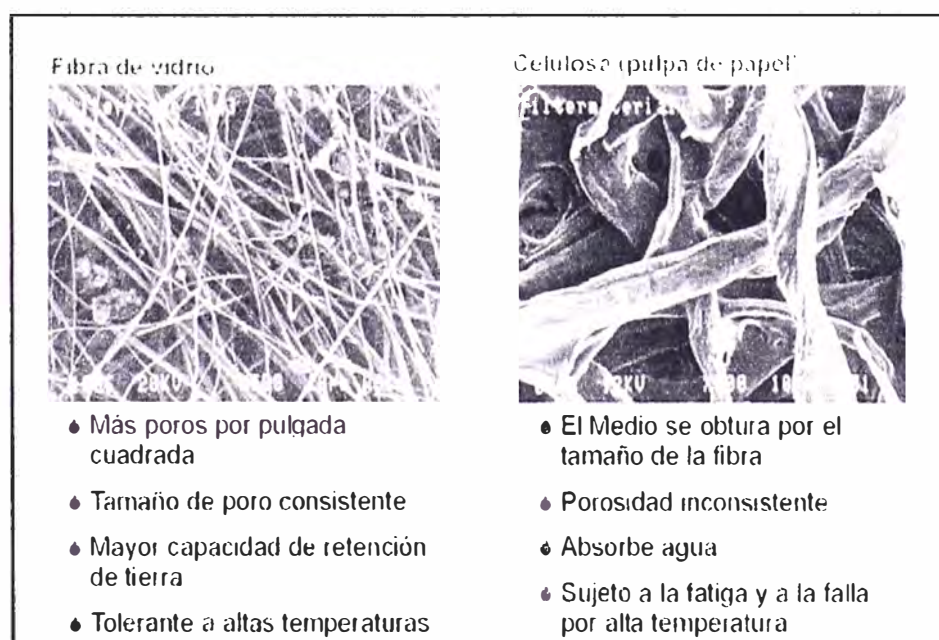 Fibra de vidrio
Más poros por pulgada
cuadrada
Tamaño de poro consistente
Mayor capacidad de retención
de tierra
Tolerante a altas temperaturas
Celulosa (pulpa de papel)
El Medio se obtura por el
tamaño de la fibra
Porosidad inconsistente
Absorbe agua
Sujeto a la fatiga y a la falla
por alta temperatura